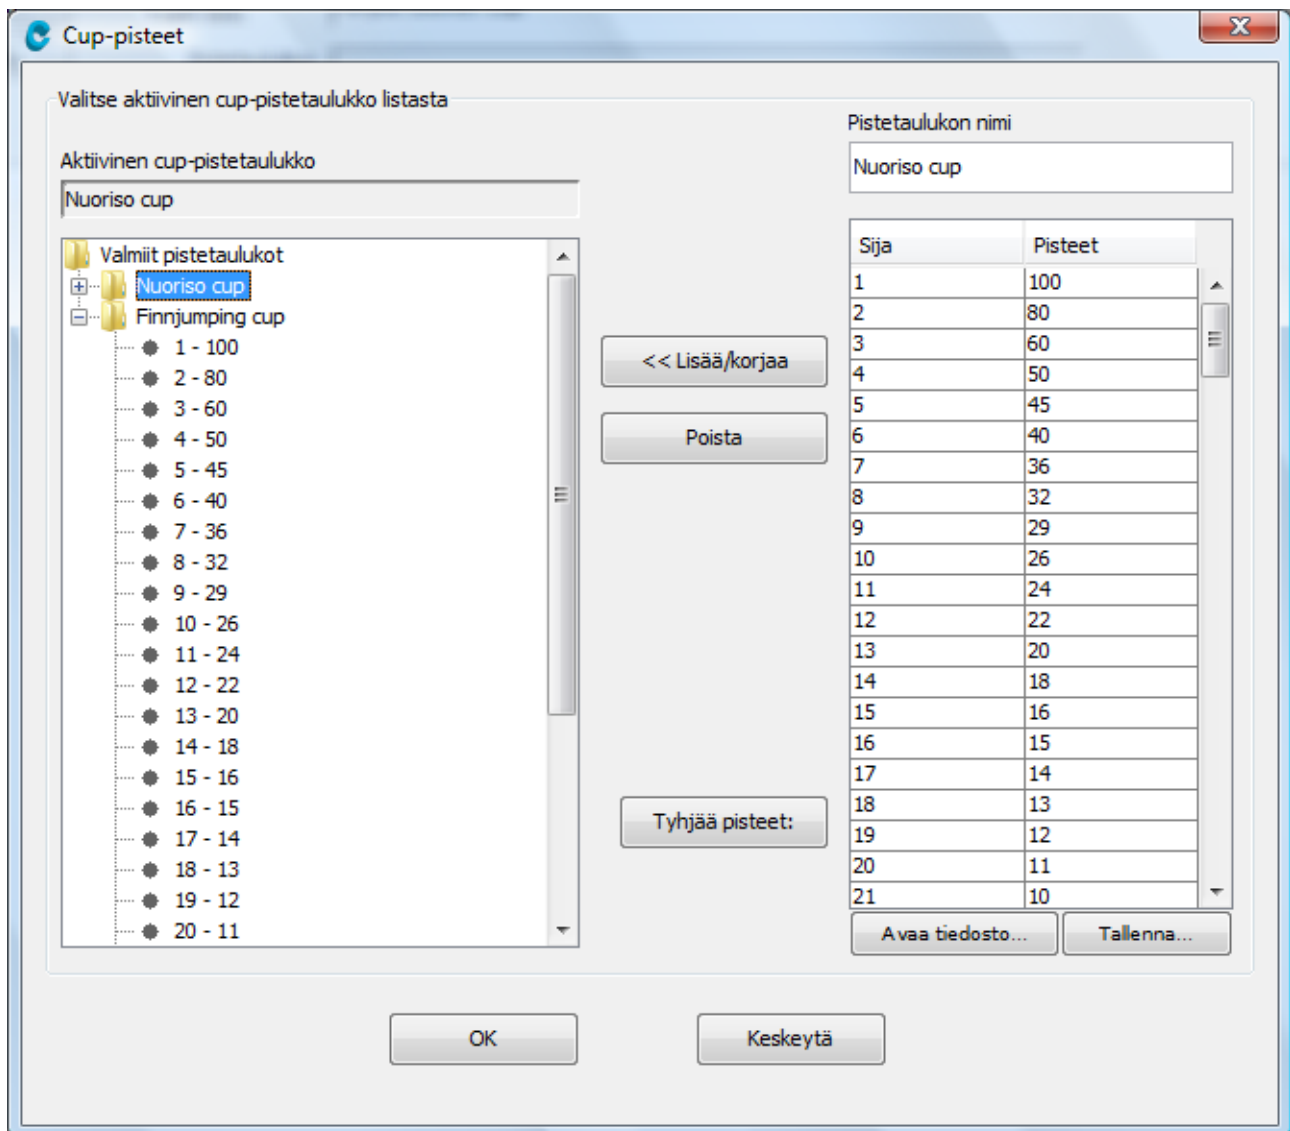 Cup-pisteet
Valitse aktiivinen cup-pistetaulukko listasta
Aktiivinen cup-pistetaulukko
Nuoriso cup
Valmiit pistetaulukot
Nuoriso cup
Finnjumping cup
1 - 100
2 - 80
3 - 60
4 - 50
5 - 45
6 - 40
7 - 36
8 - 32
9 - 29
10 - 26
11 - 24
12 - 22
13 - 20
14 - 18
15 - 16
16 - 15
17 - 14
18 - 13
19 - 12
20 - 11
<< Lisää/korjaa
Poista
Tyhjää pisteet:
Pistetaulukon nimi
Nuoriso cup
Sija Pisteet
1 100
2 80
3 60
4 50
5 45
6 40
7 36
8 32
9 29
10 26
11 24
12 22
13 20
14 18
15 16
16 15
17 14
18 13
19 12
20 11
21 10
Avaa tiedosto... Tallenna...
OK Keskeytä